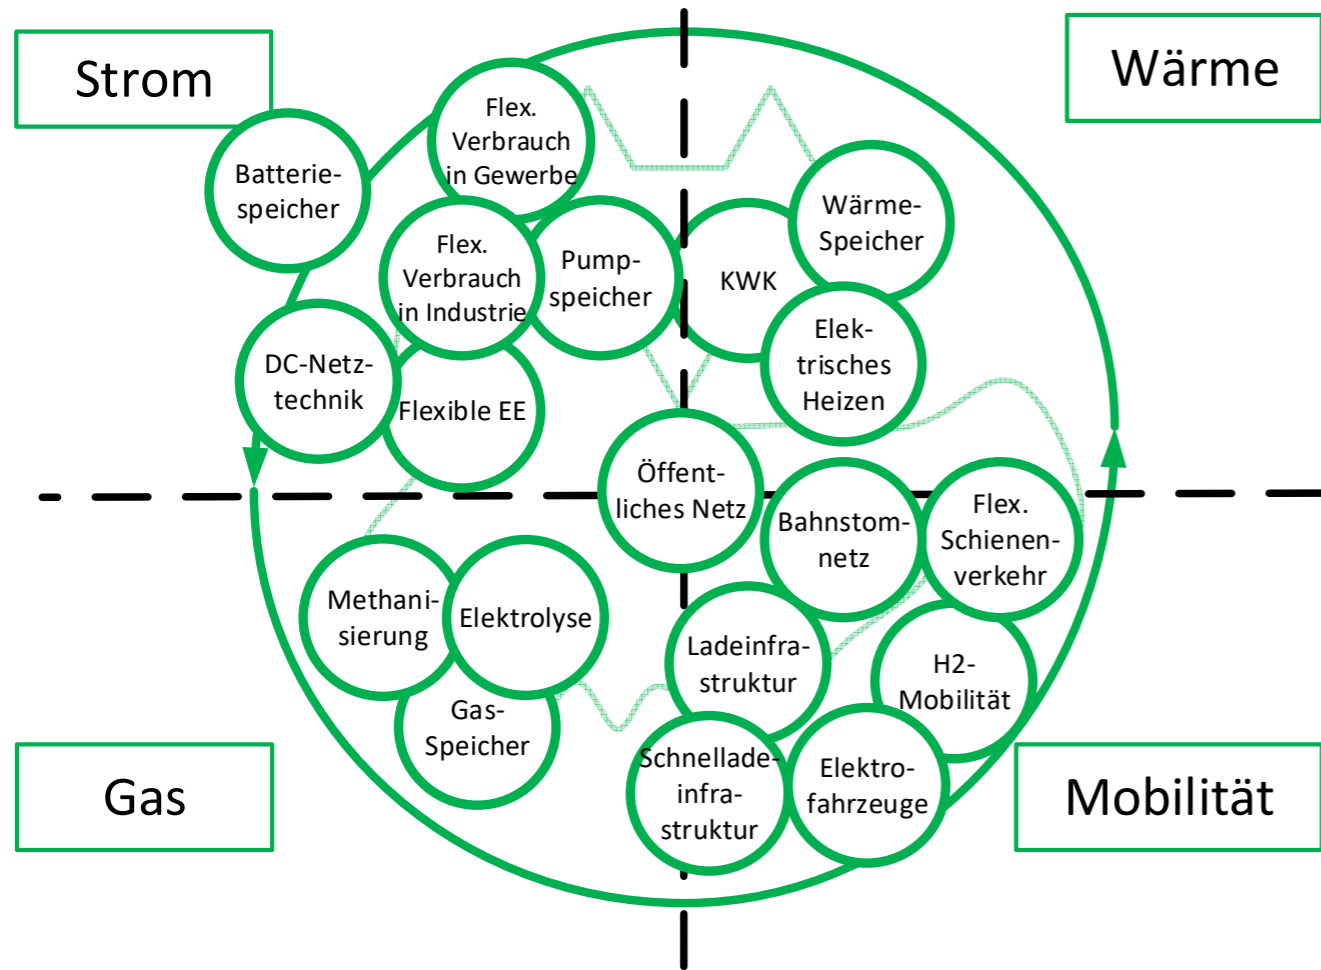 Strom
Wärme
Flex.
Verbrauch
in Gewerbe
Batterie-
speicher
Wärme-
Speicher
Flex.
Verbrauch
in Industrie
Pump-
speicher
KWK
Elek-
trisches
Heizen
DC-Netz-
technik
Flexible EE
Öffent-
liches Netz
Bahnstom-
netz
Flex.
Schienen-
verkehr
Methani-
sierung
Elektrolyse
Ladeinfra-
struktur
H2-
Mobilität
Gas-
Speicher
Schnellade-
infra-
struktur
Elektro-
fahrzeuge
Gas
Mobilität